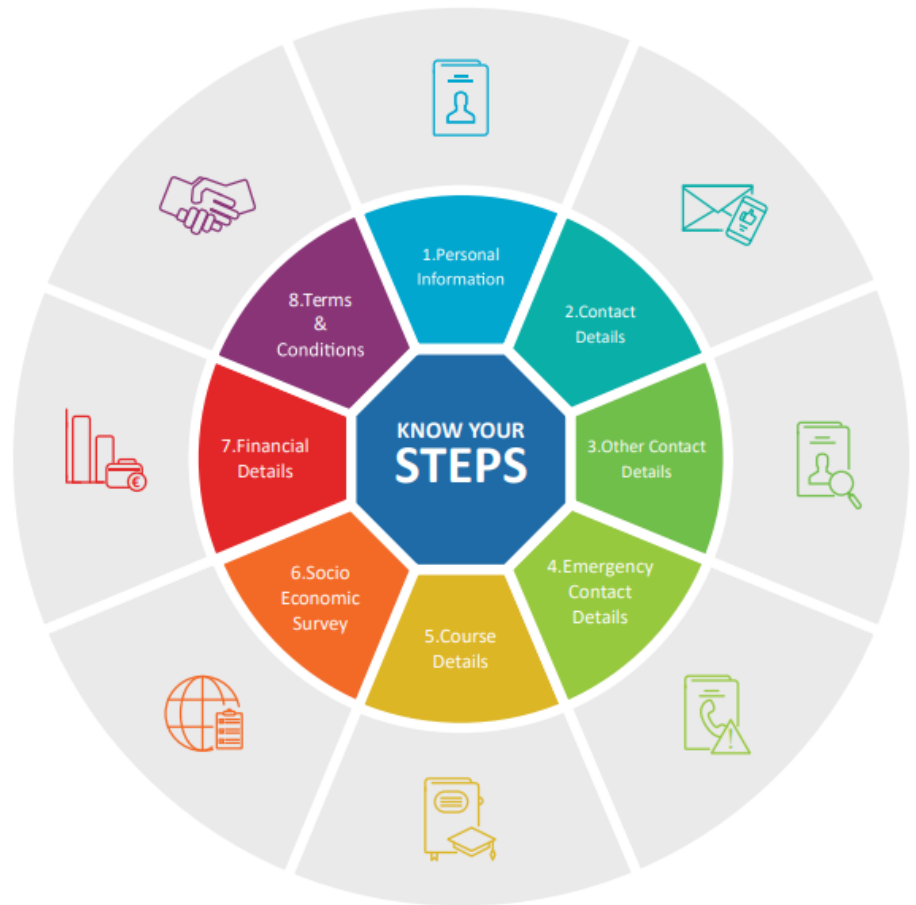 KNOW YOUR
STEPS
1.Personal
Information
2.Contact
Details
3.Other Contact
Details
4.Emergency
Contact
Details
5.Course
Details
6.Socio
Economic
Survey
7.Financial
Details
8.Terms
&
Conditions
€
!